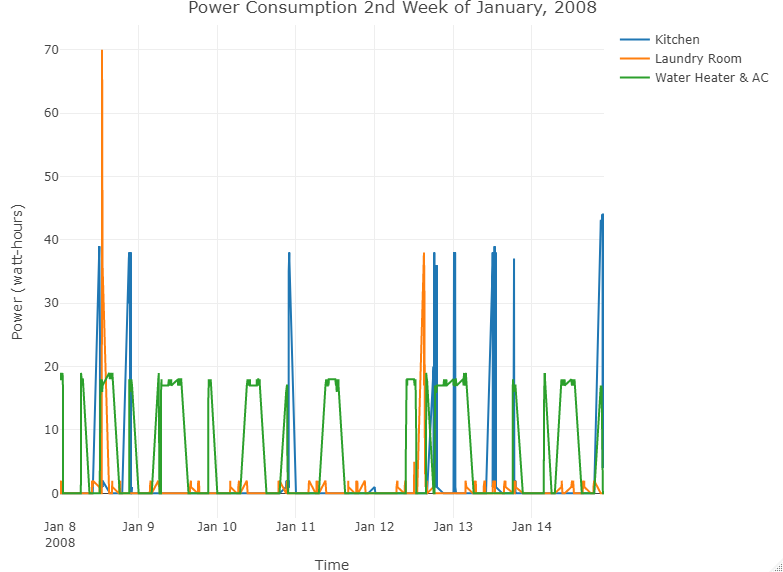 Power Consumption 2nd Week of January, 2008
Kitchen
Laundry Room
Water Heater & AC
Power (watt-hours)
70
60
50
40
30
20
10
0
Jan 8 Jan 9 Jan 10 Jan 11 Jan 12 Jan 13 Jan 14
2008
Time